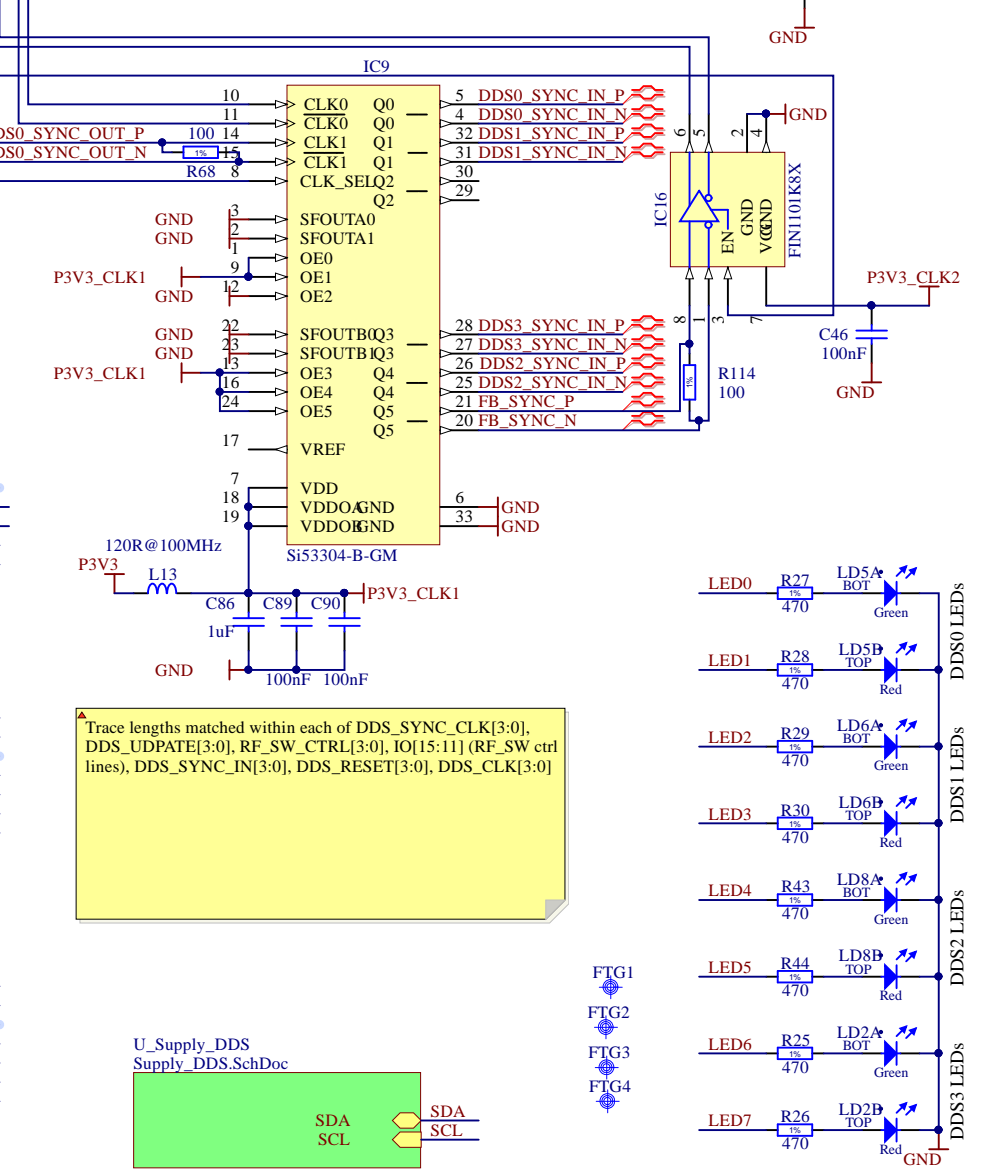 GND
IC9
10
CLK0
Q0
5
DDS0_SYNC_IN_P
11
CLK0
Q0
4
DDS0_SYNC_IN_N
DS0_SYNC_OUT_P
100
14
CLK1
Q1
32
DDS1_SYNC_IN_P
DS0_SYNC_OUT_N
1%
15
CLK1
Q1
31
DDS1_SYNC_IN_N
R68
8
CLK_SEL
Q2
30
Q2
29
GND
3
SFOUTA0
GND
2
SFOUTA1
1
OE0
P3V3_CLK1
9
OE1
GND
12
OE2
GND
22
SFOUTB0
Q3
28
DDS3_SYNC_IN_P
GND
23
SFOUTB1
Q3
27
DDS3_SYNC_IN_N
P3V3_CLK1
13
OE3
Q4
26
DDS2_SYNC_IN_P
16
OE4
Q4
25
DDS2_SYNC_IN_N
24
OE5
Q5
21
FB_SYNC_P
Q5
20
FB_SYNC_N
17
VREF
7
VDD
18
VDDOA
GND
6
GND
19
VDDOB
GND
33
GND
Si53304-B-GM
6
5
2
4
GND
IC16
EN
GND
VCC
GND
FIN1101K8X
8
1
3
7
P3V3_CLK2
C46
100nF
GND
R114
1%
100
120R@100MHz
P3V3
L13
C86
C89
C90
P3V3_CLK1
1uF
GND
100nF
100nF
Trace lengths matched within each of DDS_SYNC_CLK[3:0],
DDS_UDPATE[3:0], RF_SW_CTRL[3:0], IO[15:11] (RF_SW ctrl
lines), DDS_SYNC_IN[3:0], DDS_RESET[3:0], DDS_CLK[3:0]
LED0
R27
1%
470
LD5A
BOT
Green
LED1
R28
1%
470
LD5B
TOP
Red
DDS0 LEDs
LED2
R29
1%
470
LD6A
BOT
Green
LED3
R30
1%
470
LD6B
TOP
Red
DDS1 LEDs
LED4
R43
1%
470
LD8A
BOT
Green
LED5
R44
1%
470
LD8B
TOP
Red
DDS2 LEDs
LED6
R25
1%
470
LD2A
BOT
Green
LED7
R26
1%
470
LD2B
TOP
Red
DDS3 LEDs
GND
FTG1
FTG2
FTG3
FTG4
U_Supply_DDS
Supply_DDS.SchDoc
SDA
SDA
SCL
SCL